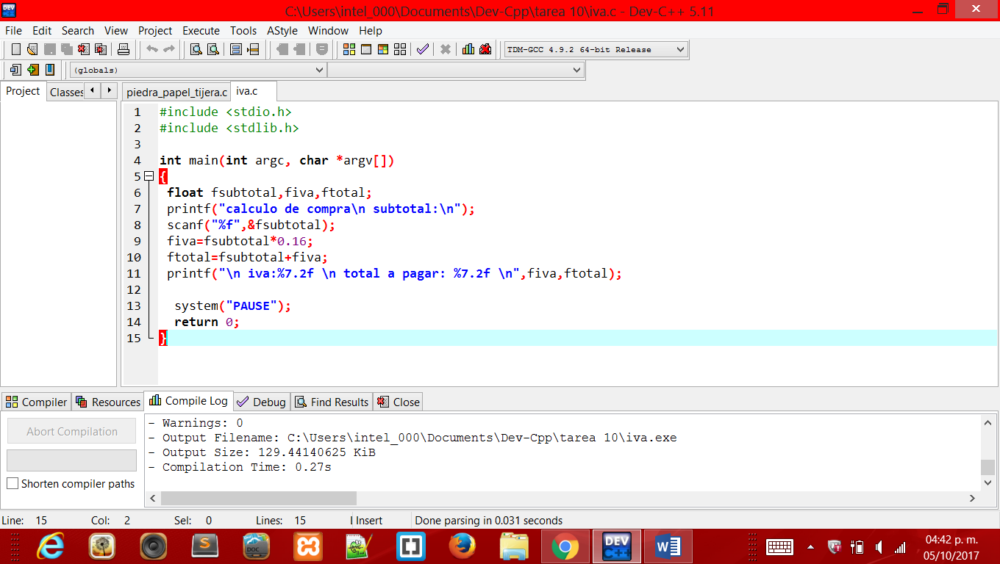 C:\Users\intel_000\Documents\Dev-Cpp\tarea 10\iva.c - Dev-C++ 5.11
File Edit Search View Project Execute Tools AStyle Window Help
TDM-GCC 4.9.2 64-bit Release
(globals)
Project Classes piedra_papel_tijera.c iva.c
1 #include <stdio.h>
2 #include <stdlib.h>
3
4 int main(int argc, char *argv[])
5 {
6 float fsubtotal,fiva,ftotal;
7 printf("calculo de compra\n subtotal:\n");
8 scanf("%f",&fsubtotal);
9 fiva=fsubtotal*0.16;
10 ftotal=fsubtotal+fiva;
11 printf("\n iva:%7.2f \n total a pagar: %7.2f \n",fiva,ftotal);
12
13 system("PAUSE");
14 return 0;
15 }
Compiler Resources Compile Log Debug Find Results Close
Abort Compilation
Shorten compiler paths
- Warnings: 0
- Output Filename: C:\Users\intel_000\Documents\Dev-Cpp\tarea 10\iva.exe
- Output Size: 129.44140625 KiB
- Compilation Time: 0.27s
Line: 15 Col: 2 Sel: 0 Lines: 15 Insert Done parsing in 0.031 seconds
DEV C++
04:42 p. m.
05/10/2017